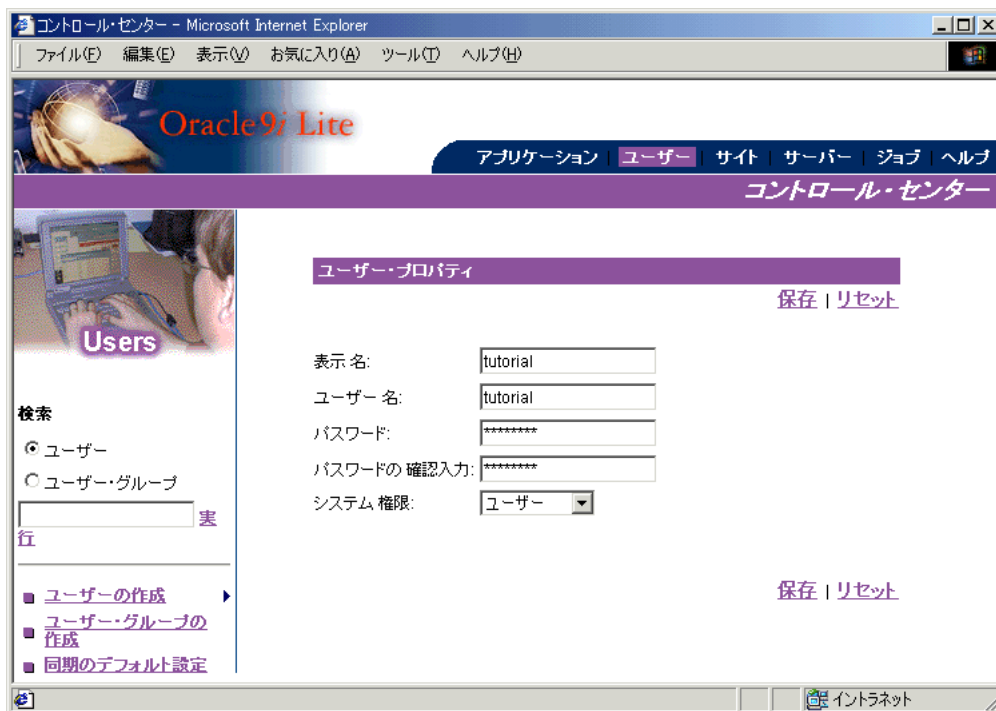 コントロール・センター - Microsoft Internet Explorer
ファイル(F) 編集(E) 表示(V) お気に入り(A) ツール(T) ヘルプ(H)
Oracle9i Lite
アプリケーション ユーザー サイト サーバー ジョブ ヘルプ
コントロール・センター
Users
検索
ユーザー
ユーザー・グループ
実
行
ユーザーの作成
ユーザー・グループの
作成
同期のデフォルト設定
ユーザー・プロパティ
保存 | リセット
表示 名: tutorial
ユーザー 名: tutorial
パスワード: ********
パスワードの 確認入力: ********
システム 権限: ユーザー
保存 | リセット
イントラネット